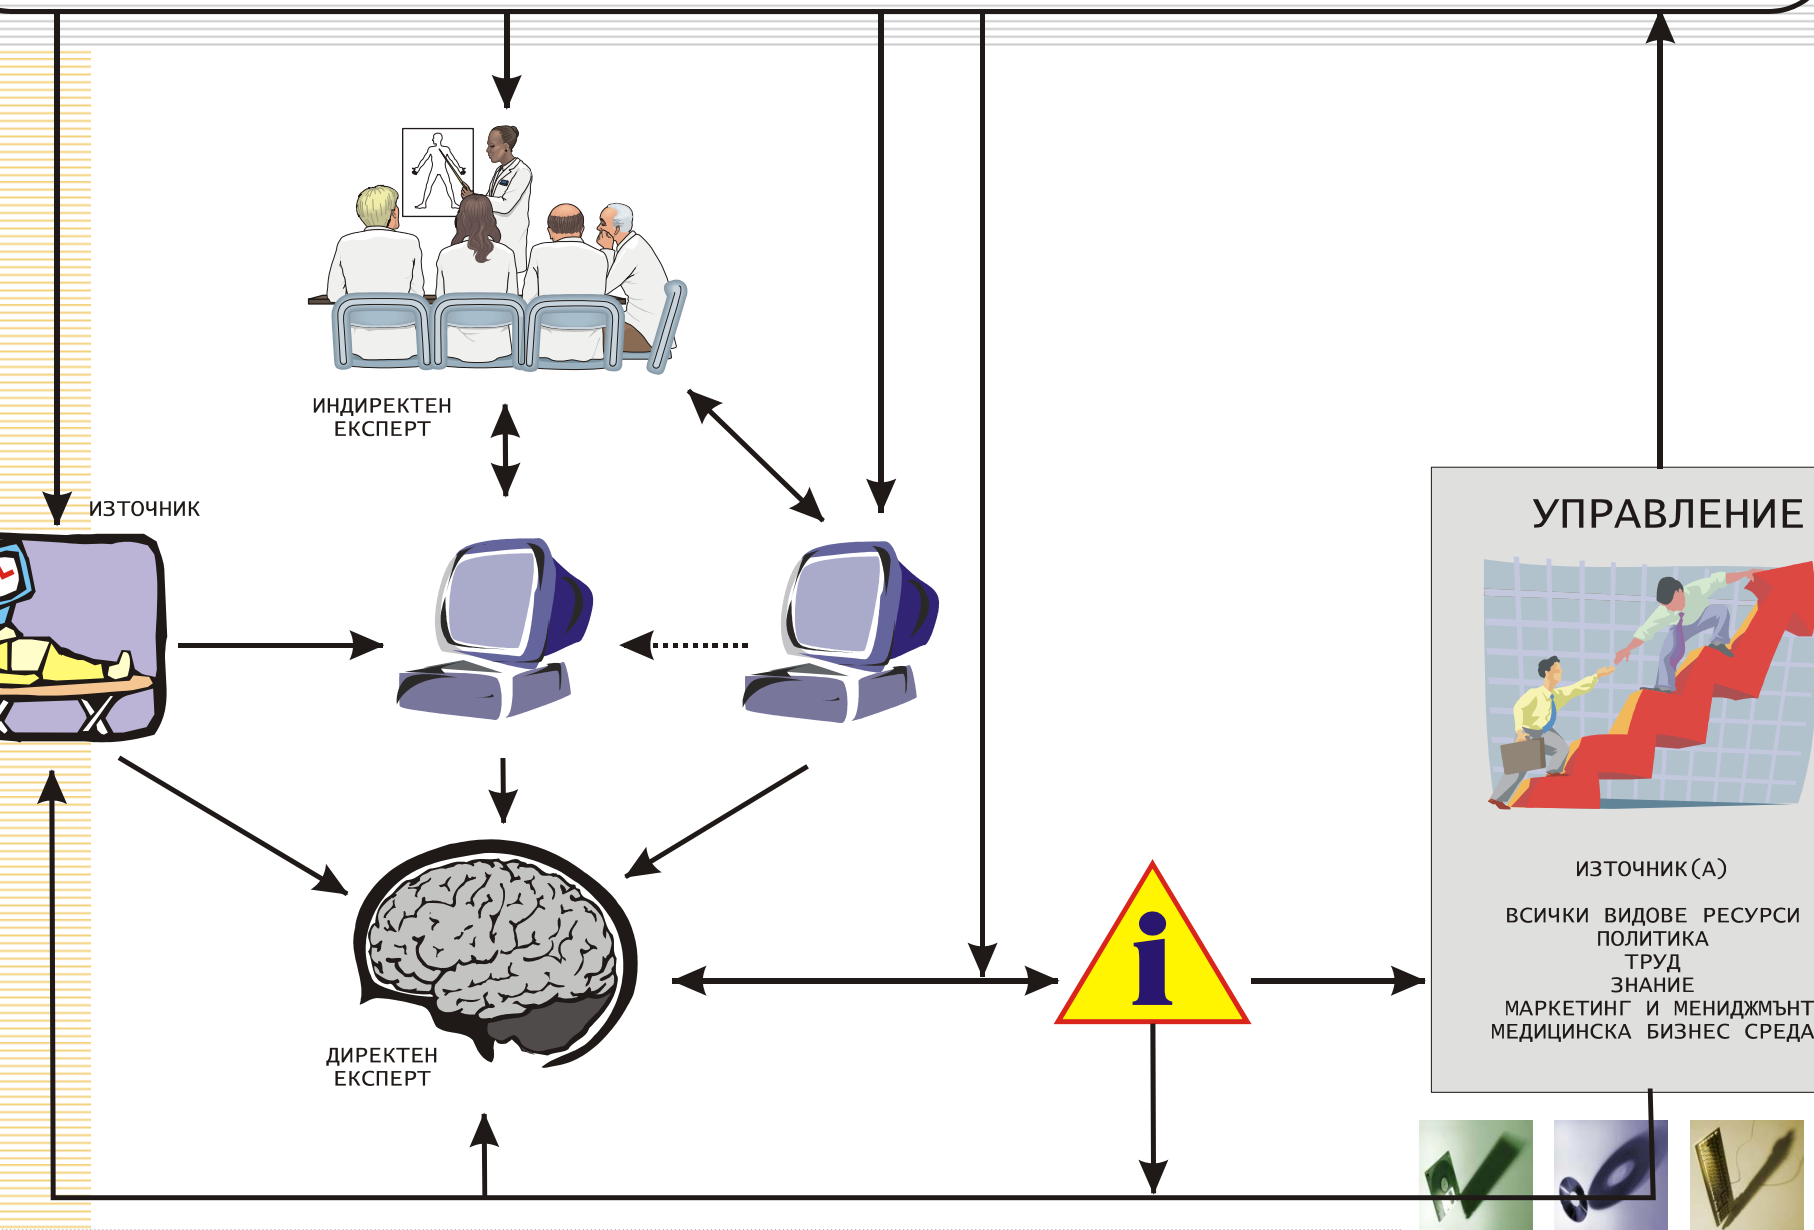 ИНДИРЕКТЕН
ЕКСПЕРТ
ИЗТОЧНИК
УПРАВЛЕНИЕ
ИЗТОЧНИК(А)
ВСИЧКИ ВИДОВЕ РЕСУРСИ
ПОЛИТИКА
ТРУД
ЗНАНИЕ
МАРКЕТИНГ И МЕНИДЖМЪНТ
МЕДИЦИНСКА БИЗНЕС СРЕДА
ДИРЕКТЕН
ЕКСПЕРТ
i